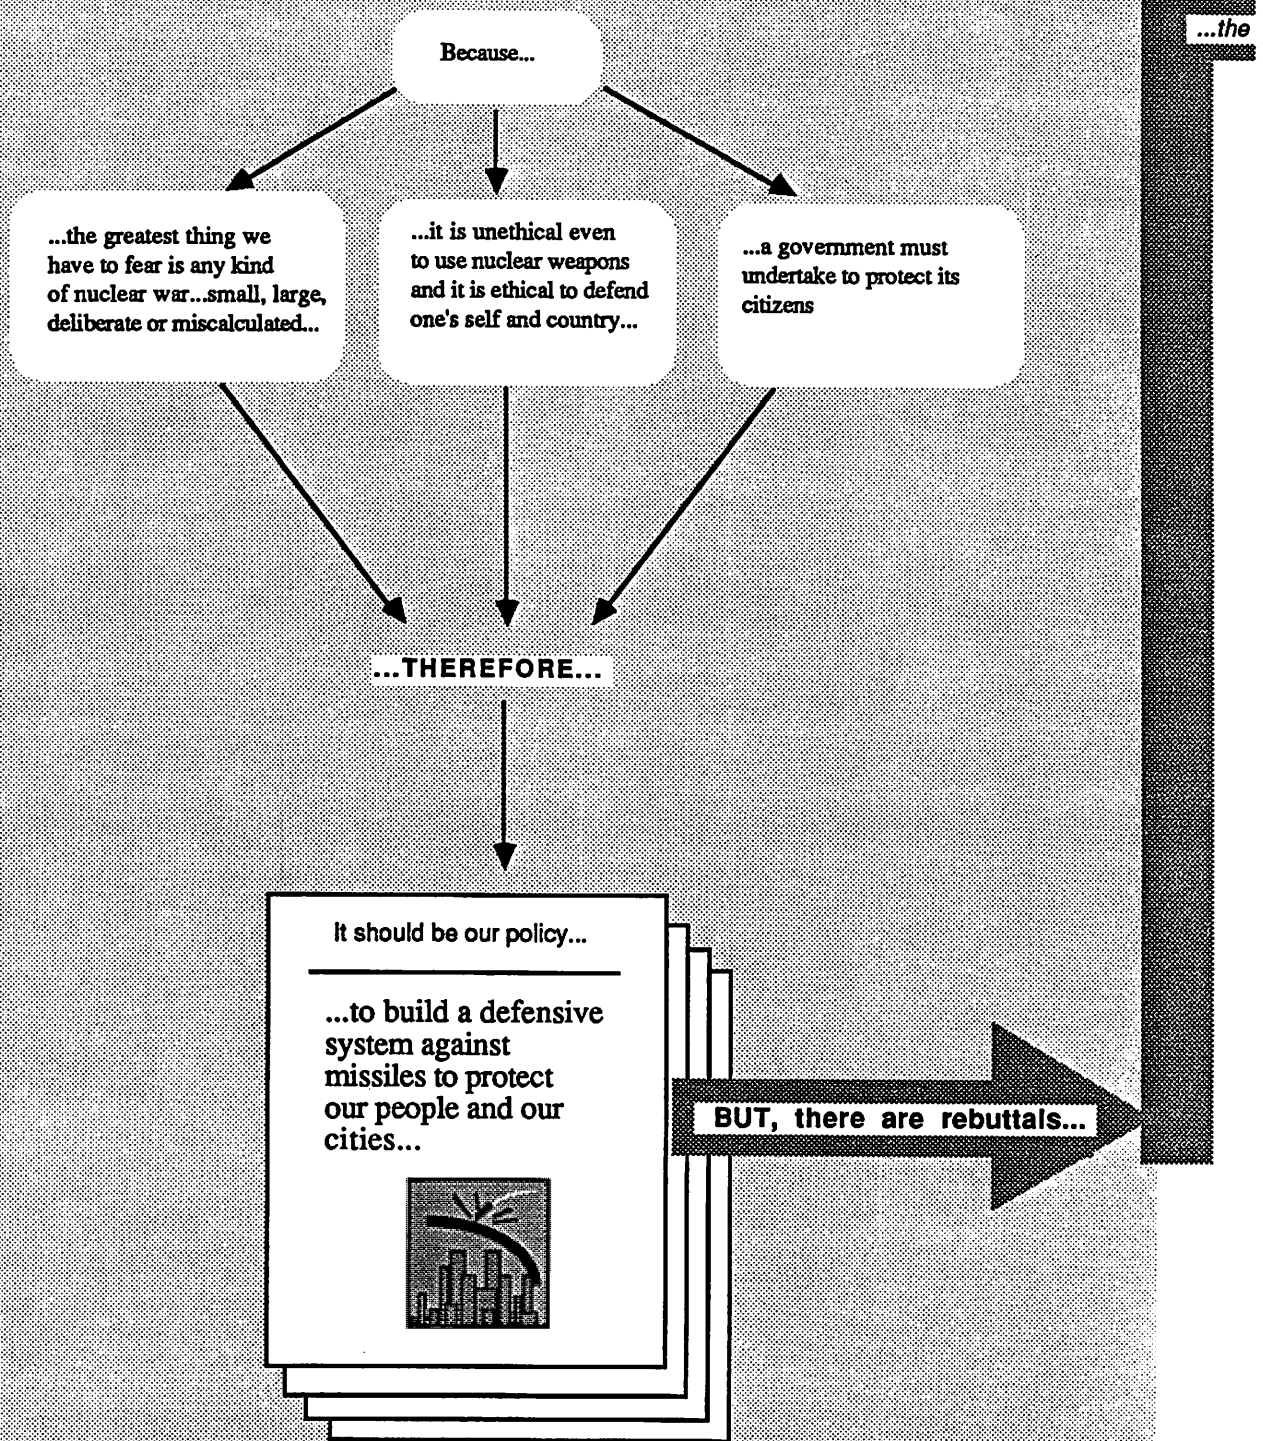 ...the
Because...
...the greatest thing we
have to fear is any kind
of nuclear war...small, large,
deliberate or miscalculated...
...it is unethical even
to use nuclear weapons
and it is ethical to defend
one's self and country...
...a government must
undertake to protect its
citizens
...THEREFORE...
It should be our policy...
...to build a defensive
system against
missiles to protect
our people and our
cities...
BUT, there are rebuttals...